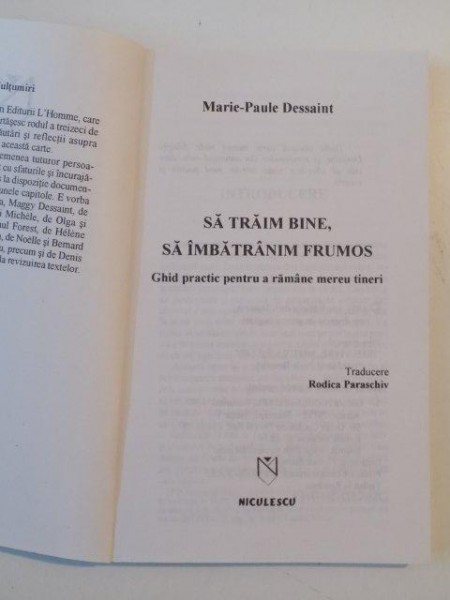 ulțumiri
n Editurii L'Homme, care
rtășesc rodul a treizeci de
ăutări și reflecții asupra
această carte.
emenea tuturor persoa-
t cu sfaturile și încurajă-
s la dispoziție documen-
anele capitole. E vorba
a, Maggy Dessaint, de
ă Michèle, de Olga și
nul Forest, de Hélène
a, de Noëlle și Bernard
a, precum și de Denis
la revizuirea textelor.
Marie-Paule Dessaint
SĂ TRĂIM BINE,
SĂ ÎMBĂTRÂNIM FRUMOS
Ghid practic pentru a rămâne mereu tineri
Traducere
Rodica Paraschiv
NICULESCU